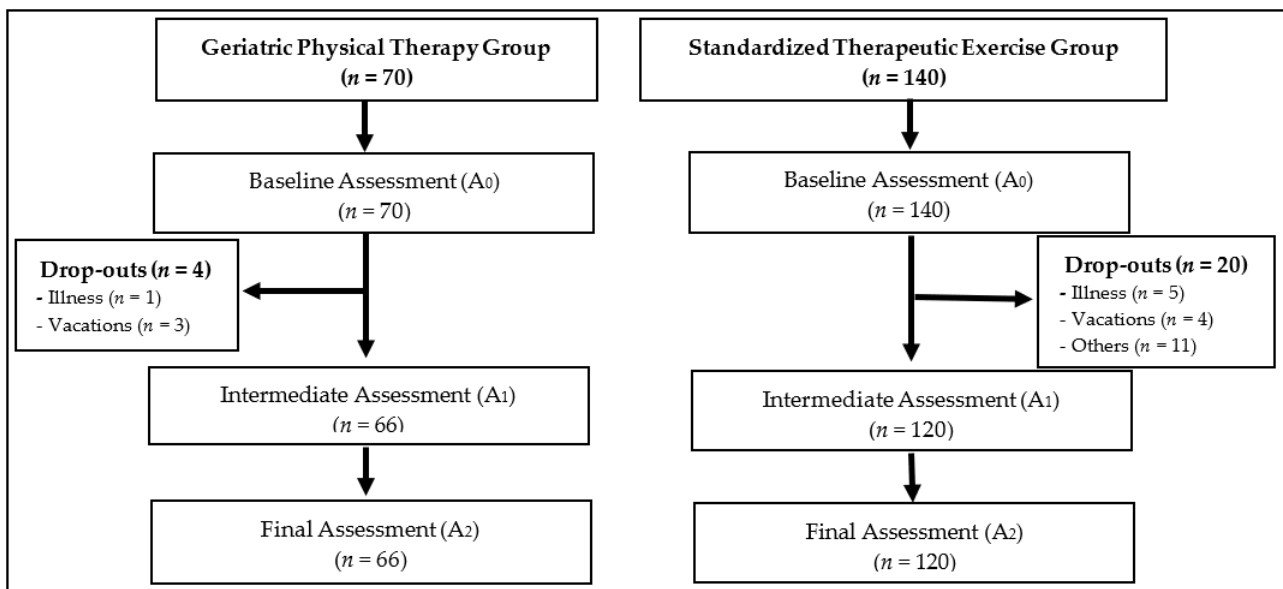 Geriatric Physical Therapy Group
(n = 70)
Baseline Assessment (A0)
(n = 70)
Drop-outs (n = 4)
- Illness (n = 1)
- Vacations (n = 3)
Intermediate Assessment (A1)
(n = 66)
Final Assessment (A2)
(n = 66)
Standardized Therapeutic Exercise Group
(n = 140)
Baseline Assessment (A0)
(n = 140)
Drop-outs (n = 20)
- Illness (n = 5)
- Vacations (n = 4)
- Others (n = 11)
Intermediate Assessment (A1)
(n = 120)
Final Assessment (A2)
(n = 120)